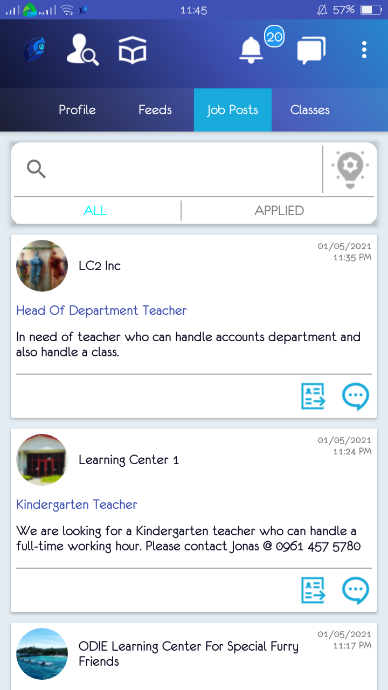 11:45
57%
20
Profile
Feeds
Job Posts
Classes
ALL
APPLIED
LC2 Inc
01/05/2021
11:35 PM
Head Of Department Teacher
In need of teacher who can handle accounts department and
also handle a class.
Learning Center 1
01/05/2021
11:24 PM
Kindergarten Teacher
We are looking for a Kindergarten teacher who can handle a
full-time working hour. Please contact Jonas @ 0961 457 5780
ODIE Learning Center For Special Furry
Friends
01/05/2021
11:17 PM